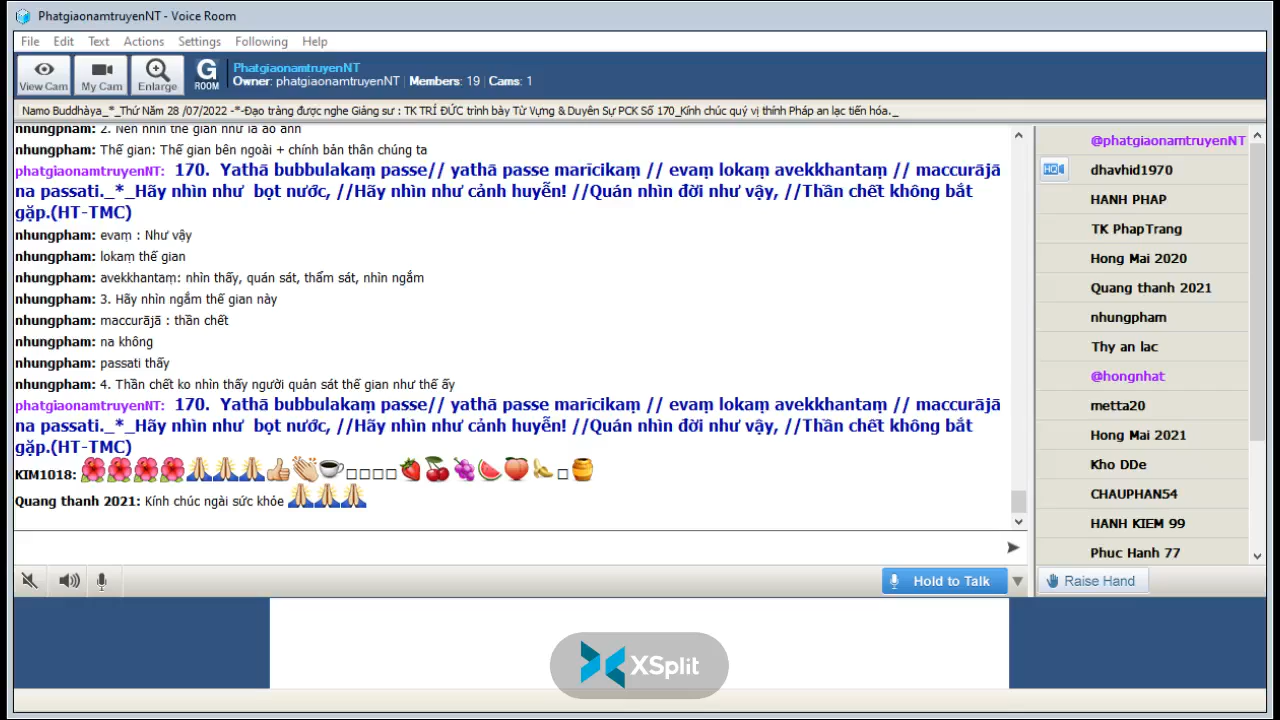 PhatgiaonamtruyenNT - Voice Room
File Edit Text Actions Settings Following Help
View Cam My Cam Enlarge G ROOM
PhatgiaonamtruyenNT
Owner: phatgiaonamtruyenNT | Members: 19 | Cams: 1
Namo Buddhàya_*_Thứ Năm 28 /07/2022 -*-Đạo tràng được nghe Giảng sư : TK TRÍ ĐỨC trình bày Từ Vựng & Duyên Sự PCK Số 170_Kính chúc quý vị thính Pháp an lạc tiến hóa._
nhungpham: 2. Nên nhìn thế gian như là ảo ảnh
nhungpham: Thế gian: Thế gian bên ngoài + chính bản thân chúng ta
phatgiaonamtruyenNT: 170. Yathā bubbulakaṃ passe// yathā passe marīcikaṃ // evaṃ lokaṃ avekkhantaṃ // maccurājā
na passati._*_Hãy nhìn như bọt nước, //Hãy nhìn như cảnh huyễn! //Quán nhìn đời như vậy, //Thần chết không bắt
gặp.(HT-TMC)
nhungpham: evaṃ : Như vậy
nhungpham: lokaṃ thế gian
nhungpham: avekkhantaṃ: nhìn thấy, quán sát, thẩm sát, nhìn ngắm
nhungpham: 3. Hãy nhìn ngắm thế gian này
nhungpham: maccurājā : thần chết
nhungpham: na không
nhungpham: passati thấy
nhungpham: 4. Thần chết ko nhìn thấy người quán sát thế gian như thế ấy
phatgiaonamtruyenNT: 170. Yathā bubbulakaṃ passe// yathā passe marīcikaṃ // evaṃ lokaṃ avekkhantaṃ // maccurājā
na passati._*_Hãy nhìn như bọt nước, //Hãy nhìn như cảnh huyễn! //Quán nhìn đời như vậy, //Thần chết không bắt
gặp.(HT-TMC)
KIM1018:
Quang thanh 2021: Kính chúc ngài sức khỏe
Hold to Talk
@phatgiaonamtruyenNT
HQ
dhavhid1970
HANH PHAP
TK PhapTrang
Hong Mai 2020
Quang thanh 2021
nhungpham
Thy an lac
@hongnhat
metta20
Hong Mai 2021
Kho DDe
CHAUPHAN54
HANH KIEM 99
Phuc Hanh 77
Raise Hand
XSplit